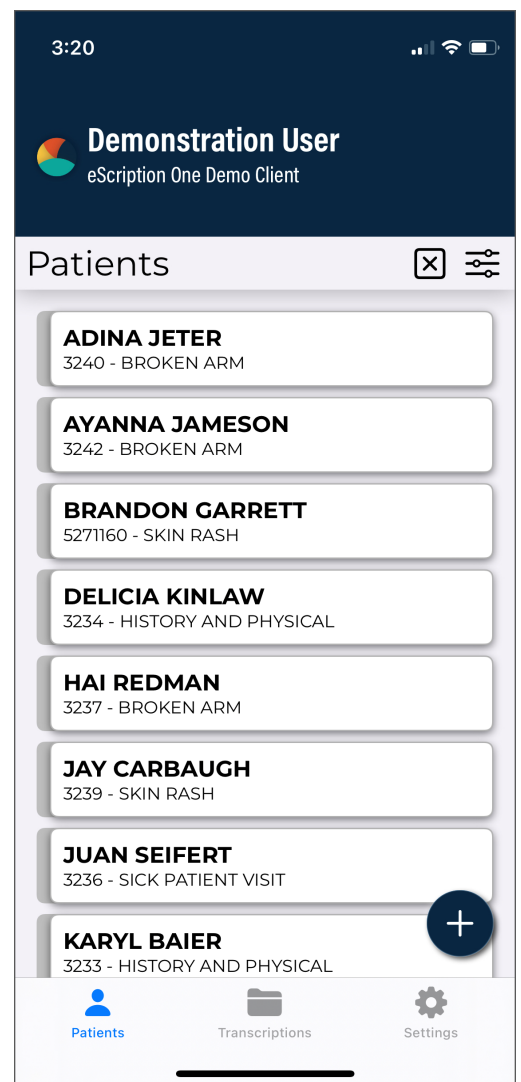 3:20
Demonstration User
eScription One Demo Client
Patients
ADINA JETER
3240 - BROKEN ARM
AYANNA JAMESON
3242 - BROKEN ARM
BRANDON GARRETT
5271160 - SKIN RASH
DELICIA KINLAW
3234 - HISTORY AND PHYSICAL
HAI REDMAN
3237 - BROKEN ARM
JAY CARBAUGH
3239 - SKIN RASH
JUAN SEIFERT
3236 - SICK PATIENT VISIT
KARYL BAIER
3233 - HISTORY AND PHYSICAL
Patients Transcriptions Settings